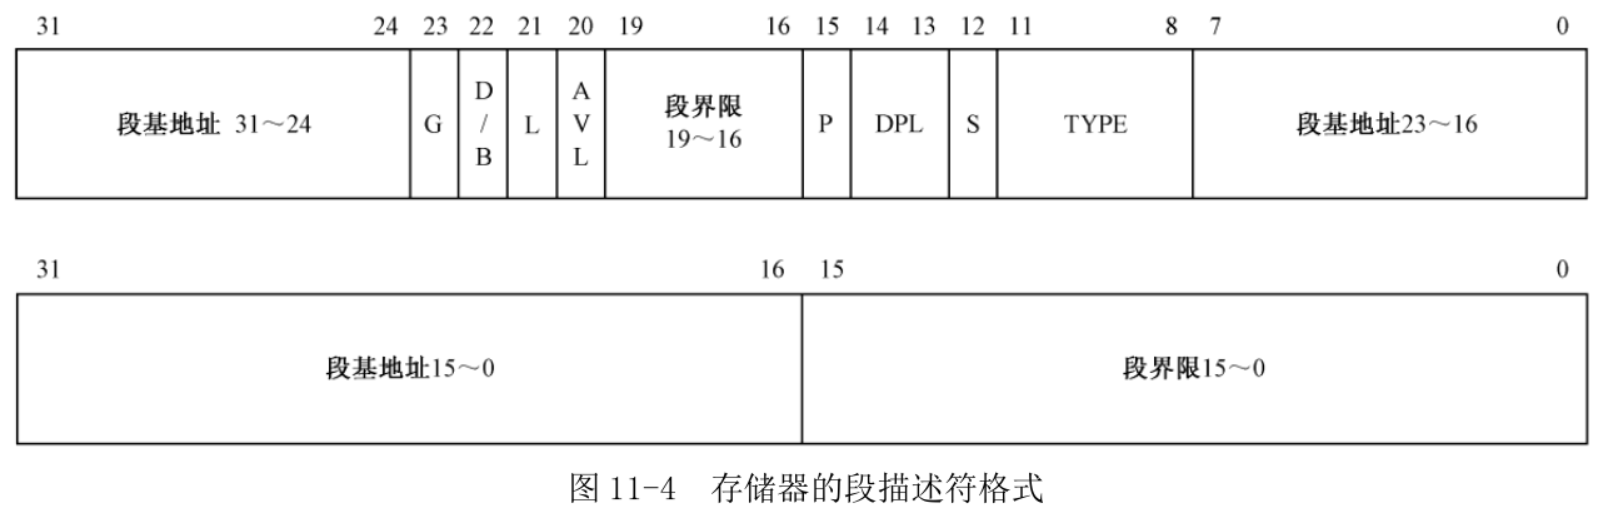 31 24 23 22 21 20 19 16 15 14 13 12 11 8 7 0
段基地址 31～24
G
D
/
B
L
A
V
L
段界限
19～16
P
DPL
S
TYPE
段基地址23～16
31 16 15 0
段基地址15～0
段界限15～0
图 11-4 存储器的段描述符格式